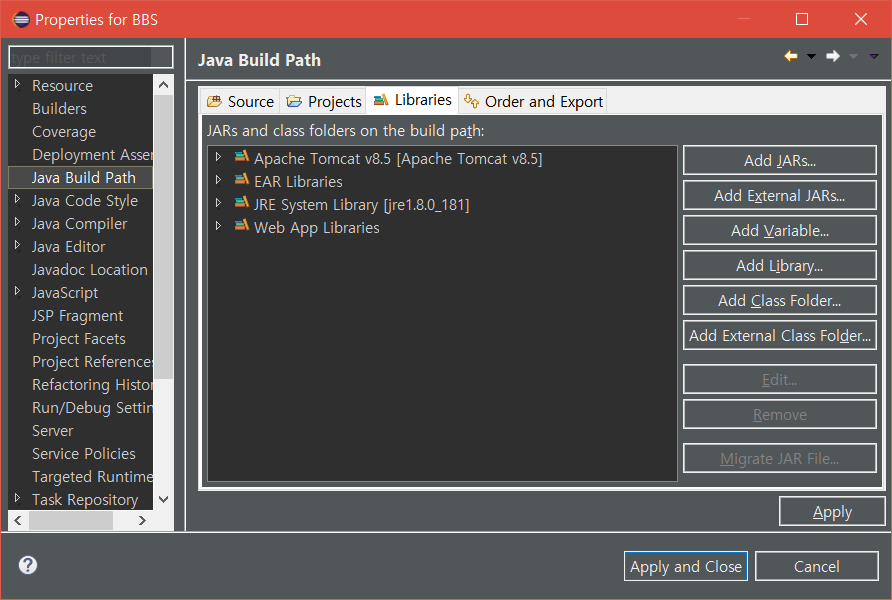 Properties for BBS
type filter text
Resource
Builders
Coverage
Deployment Asser
Java Build Path
Java Code Style
Java Compiler
Java Editor
Javadoc Location
JavaScript
JSP Fragment
Project Facets
Project References
Refactoring Histor
Run/Debug Settin
Server
Service Policies
Targeted Runtime
Task Repository
Java Build Path
Source
Projects
Libraries
Order and Export
JARs and class folders on the build path:
Apache Tomcat v8.5 [Apache Tomcat v8.5]
EAR Libraries
JRE System Library [jre1.8.0_181]
Web App Libraries
Add JARs...
Add External JARs...
Add Variable...
Add Library...
Add Class Folder...
Add External Class Folder...
Edit...
Remove
Migrate JAR File...
Apply
Apply and Close
Cancel